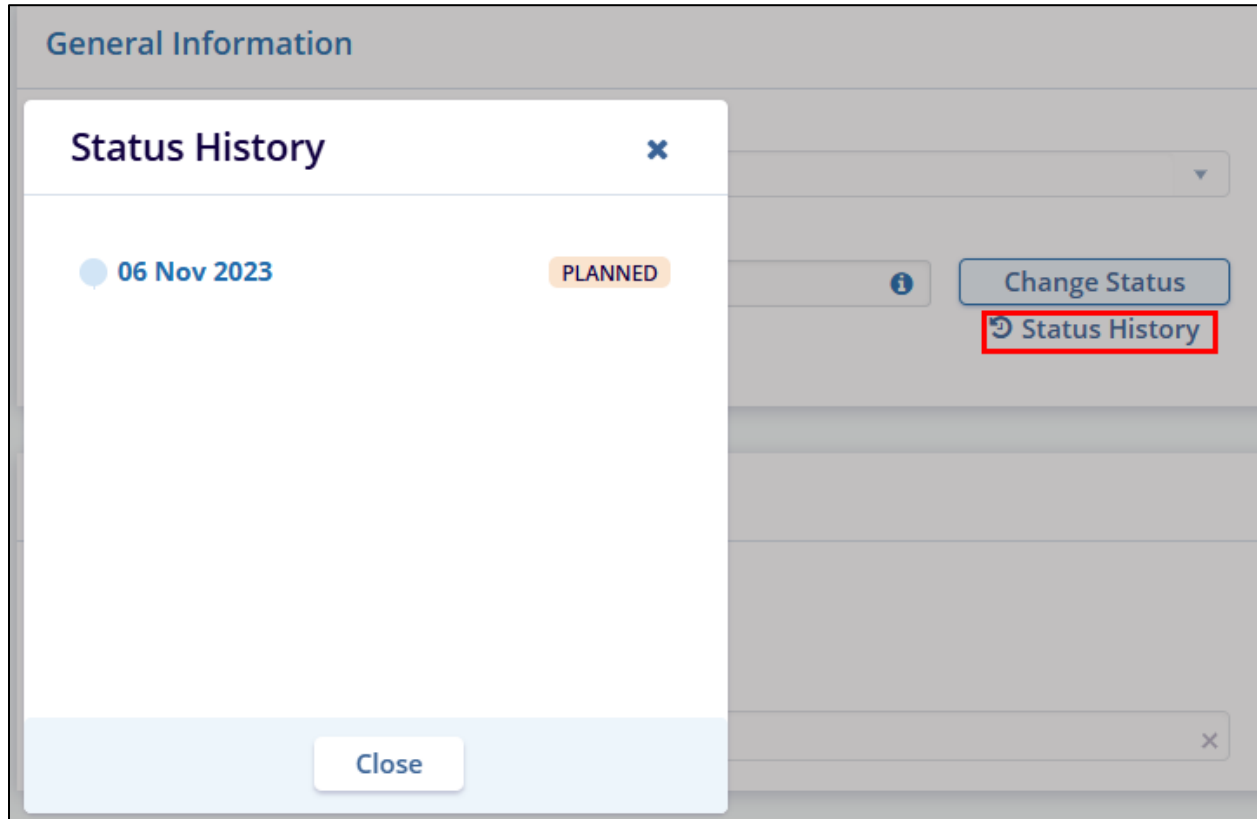 General Information
Status History
06 Nov 2023 PLANNED
Change Status
Status History
Close